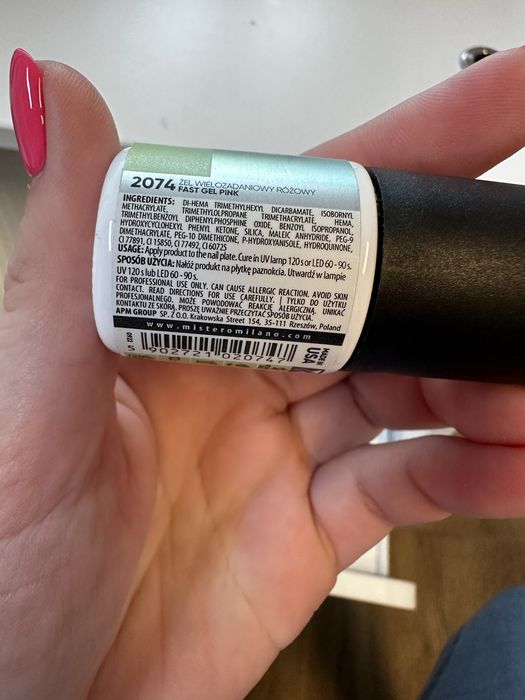 2074 ŻEL WIELOZADANIOWY RÓŻOWY
FAST GEL PINK
INGREDIENTS: DI-HEMA TRIMETHYLHEXYL DICARBAMATE, ISOBORNYL
METHACRYLATE, TRIMETHYLOLPROPANE TRIMETHACRYLATE, HEMA,
TRIMETHYLBENZOYL DIPHENYLPHOSPHINE OXIDE, BENZOYL ISOPROPANOL,
HYDROXYCYCLOHEXYL PHENYL KETONE, SILICA, MALEIC ANHYDRIDE, PEG-9
DIMETHACRYLATE, PEG-10 DIMETHICONE, P-HYDROXYANISOLE, HYDROQUINONE,
CI 77891, CI 15850, CI 77492, CI 60725
USAGE: Apply product to the nail plate. Cure in UV lamp 120 s or LED 60 - 90 s.
SPOSÓB UŻYCIA: Nałóż produkt na płytkę paznokcia. Utwardź w lampie
UV 120 s lub LED 60 - 90 s.
FOR PROFESSIONAL USE ONLY. CAN CAUSE ALLERGIC REACTION. AVOID SKIN
CONTACT. READ DIRECTIONS FOR USE CAREFULLY. | TYLKO DO UŻYTKU
PROFESJONALNEGO. MOŻE POWODOWAĆ REAKCJĘ ALERGICZNĄ. UNIKAĆ
KONTAKTU ZE SKÓRĄ. PROSZĘ UWAŻNIE PRZECZYTAĆ SPOSÓB UŻYCIA.
APM GROUP SP. Z O.O. Krakowska Street 154, 35-111 Rzeszów, Poland
www.misteromilano.com
902721 020747
MADE IN
USA